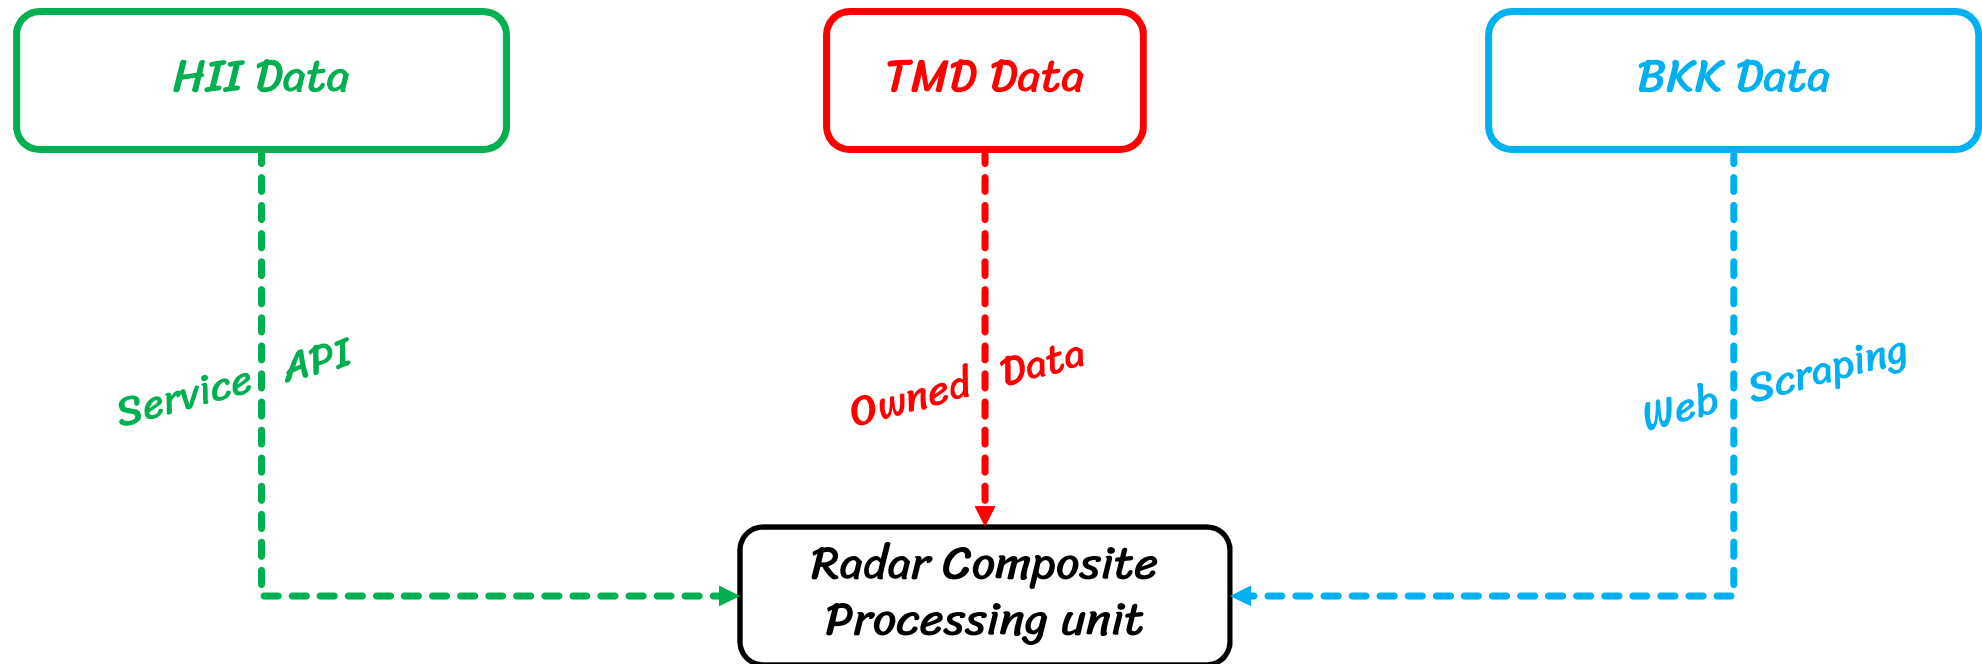 HII Data
TMD Data
BKK Data
Service API
Owned Data
Web Scraping
Radar Composite
Processing unit